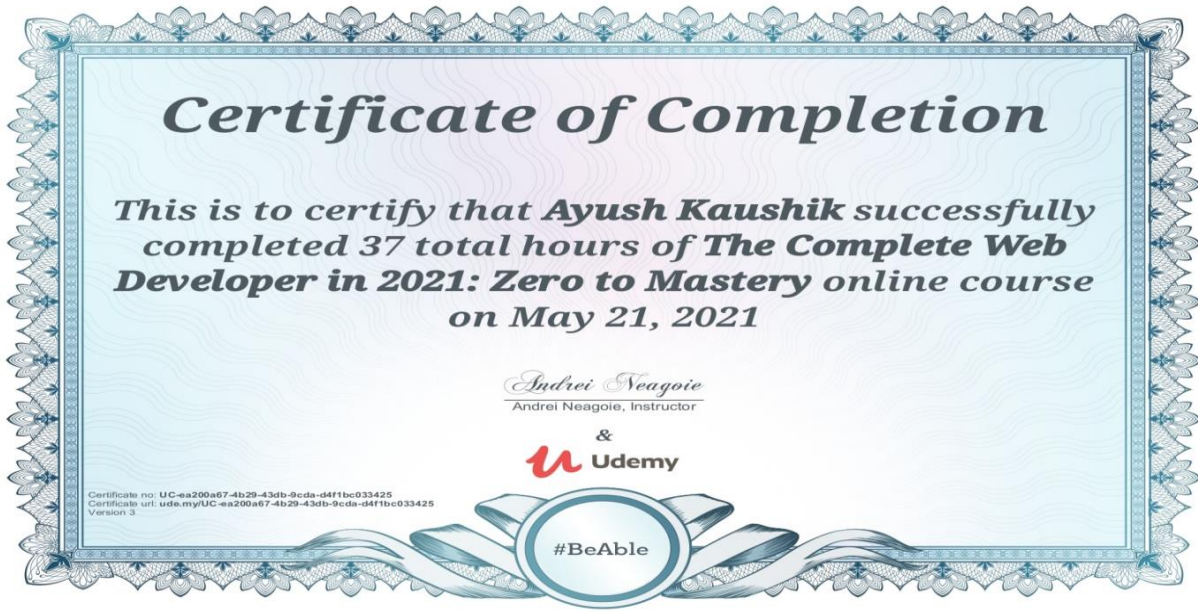 Certificate of Completion
This is to certify that Ayush Kaushik successfully
completed 37 total hours of The Complete Web
Developer in 2021: Zero to Mastery online course
on May 21, 2021
Andrei Neagoie
Andrei Neagoie, Instructor
&
Udemy
Certificate no: UC-ea200a67-4b29-43db-9cda-d4f1bc033425
Certificate url: ude.my/UC-ea200a67-4b29-43db-9cda-d4f1bc033425
Version 3
#BeAble